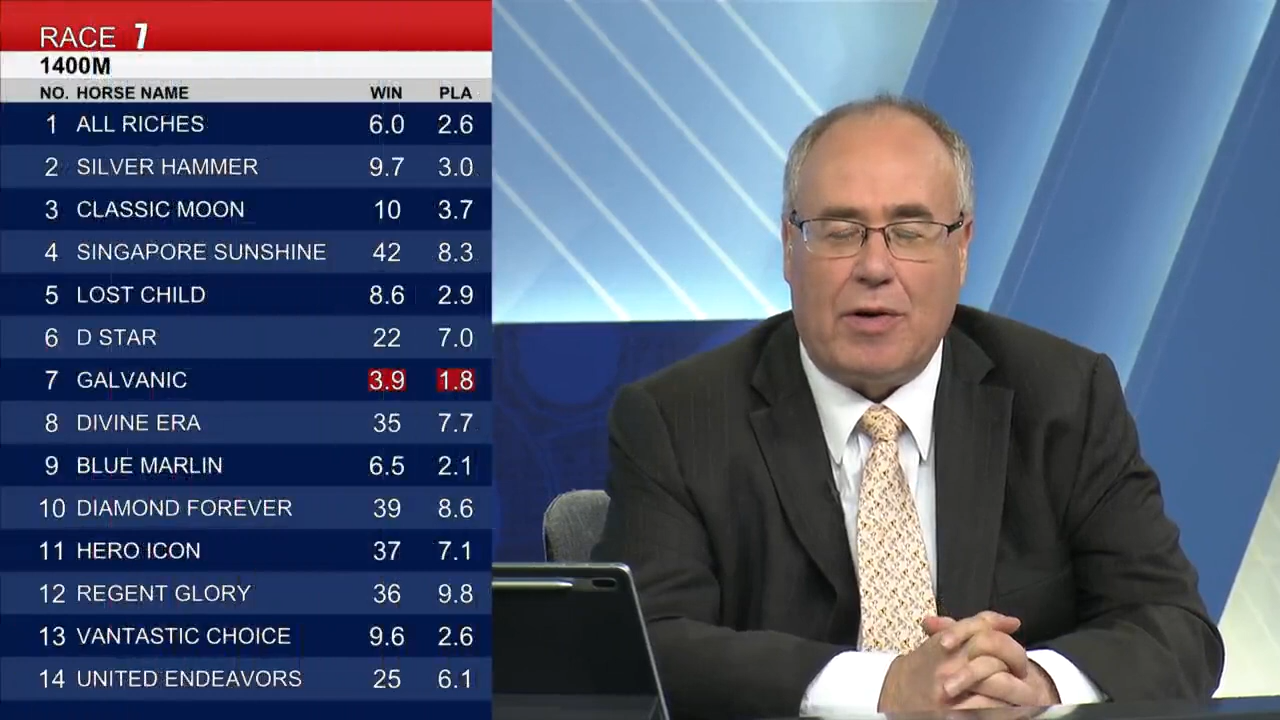 RACE 7
1400M
NO. HORSE NAME WIN PLA
1 ALL RICHES 6.0 2.6
2 SILVER HAMMER 9.7 3.0
3 CLASSIC MOON 10 3.7
4 SINGAPORE SUNSHINE 42 8.3
5 LOST CHILD 8.6 2.9
6 D STAR 22 7.0
7 GALVANIC 3.9 1.8
8 DIVINE ERA 35 7.7
9 BLUE MARLIN 6.5 2.1
10 DIAMOND FOREVER 39 8.6
11 HERO ICON 37 7.1
12 REGENT GLORY 36 9.8
13 VANTASTIC CHOICE 9.6 2.6
14 UNITED ENDEAVORS 25 6.1